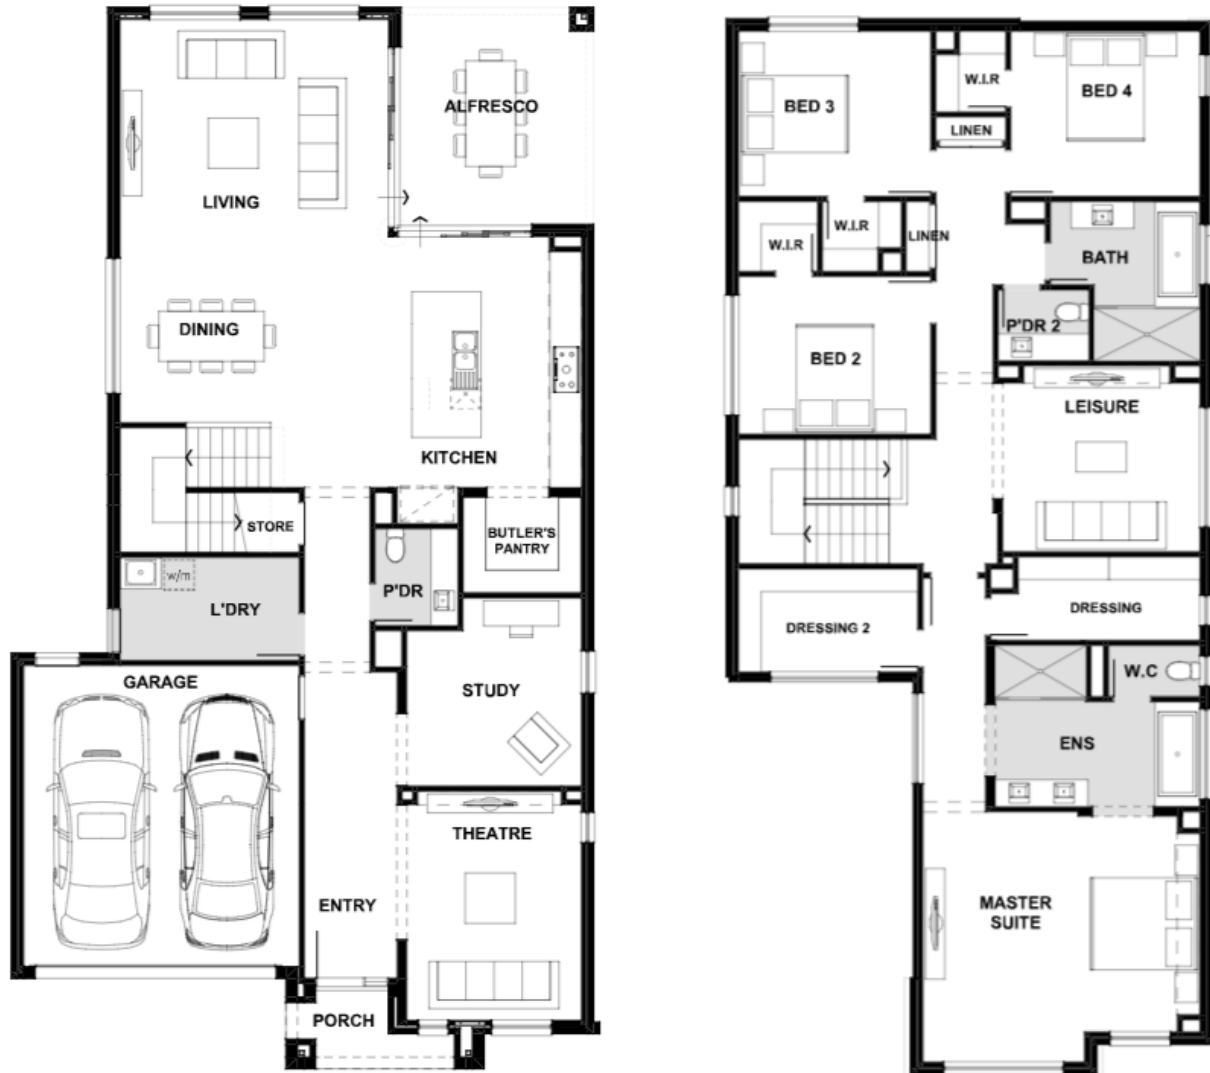 ALFRESCO
LIVING
DINING
KITCHEN
STORE
BUTLER'S
PANTRY
w/m
L'DRY
P'DR
GARAGE
STUDY
THEATRE
ENTRY
PORCH
W.I.R
BED 3
BED 4
LINEN
W.I.R
W.I.R
LINEN
BATH
P'DR 2
BED 2
LEISURE
DRESSING
DRESSING 2
W.C
ENS
MASTER
SUITE